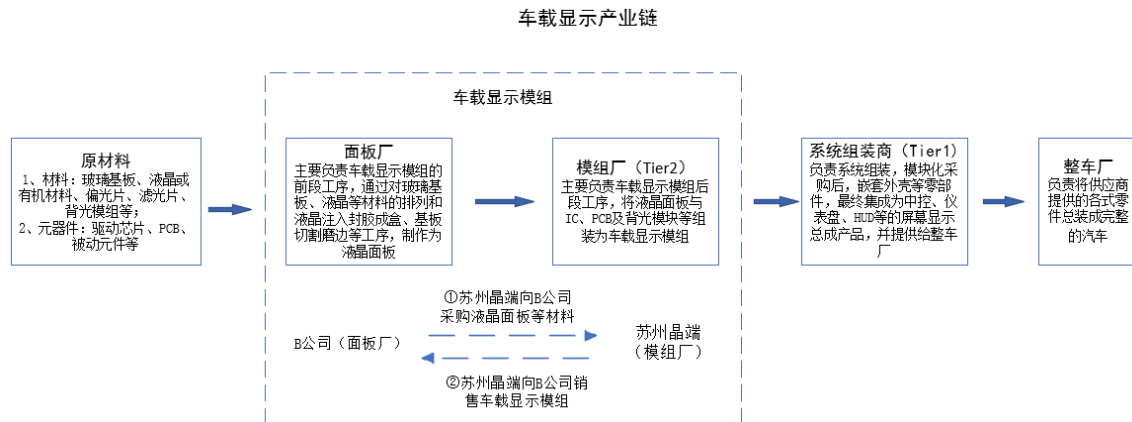 车载显示产业链
车载显示模组
原材料
1、材料：玻璃基板、液晶或
有机材料、偏光片、滤光片、
背光模组等；
2、元器件：驱动芯片、PCB、
被动元件等
面板厂
主要负责车载显示模组的
前段工序，通过对玻璃基
板、液晶等材料的排列和
液晶注入封胶成盒、基板
切割磨边等工序，制作为
液晶面板
模组厂（Tier2）
主要负责车载显示模组后
段工序，将液晶面板与
IC、PCB及背光模块等组
装为车载显示模组
系统组装商（Tier1）
负责系统组装，模块化采
购后，嵌套外壳等零部
件，最终集成为中控、仪
表盘、HUD等的屏幕显示
总成产品，并提供给整车
厂
整车厂
负责将供应商
提供的各式零
件总装成完整
的汽车
①苏州晶端向B公司
采购液晶面板等材料
B公司（面板厂）
苏州晶端
（模组厂）
②苏州晶端向B公司销
售车载显示模组